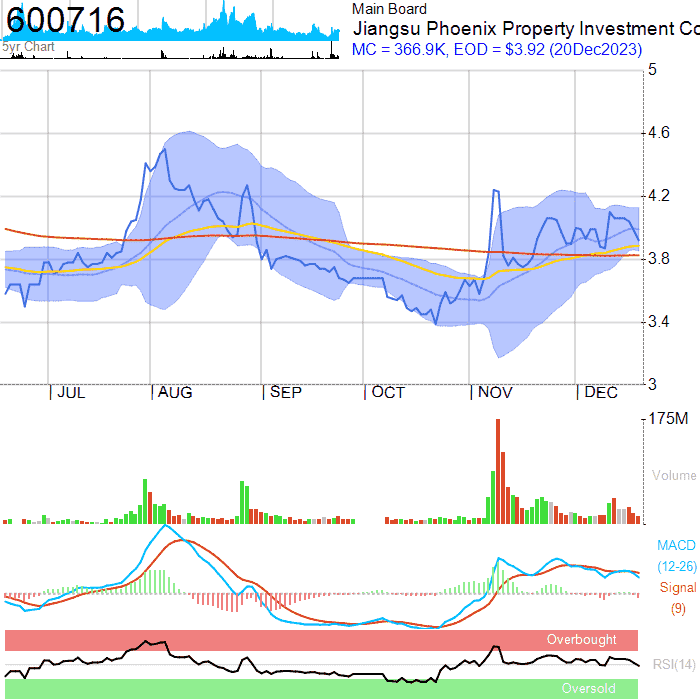 600716
Main Board
Jiangsu Phoenix Property Investment Co
MC = 366.9K, EOD = $3.92 (20Dec2023)
5yr Chart
5
4.6
4.2
3.8
3.4
3
JUL AUG SEP OCT NOV DEC
175M
Volume
MACD
(12-26)
Signal
(9)
Overbought
RSI(14)
Oversold